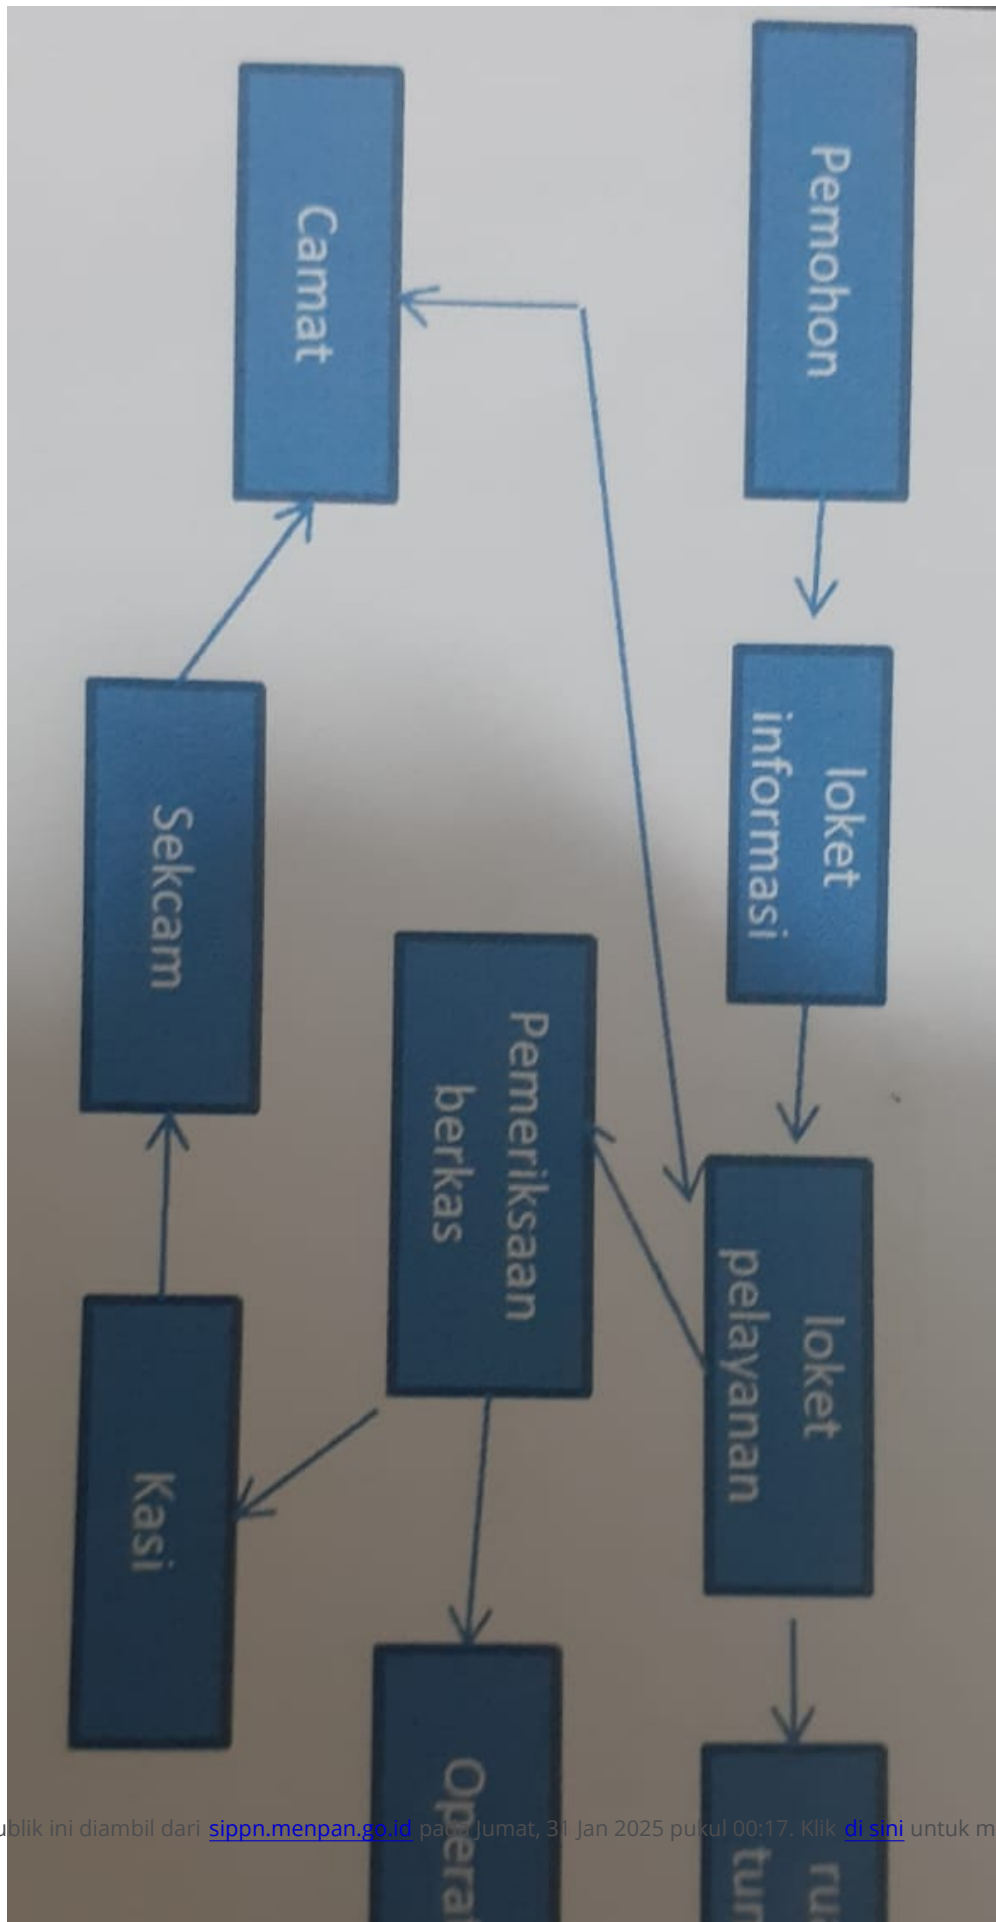 Pemohon
loket
informasi
loket
pelayanan
Pemeriksaan
berkas
Camat
Sekcam
Kasi
ini diambil dari sippn.menpan.go.id pada Jumat, 31 Jan 2025 pukul 00:17. Klik di sini untuk